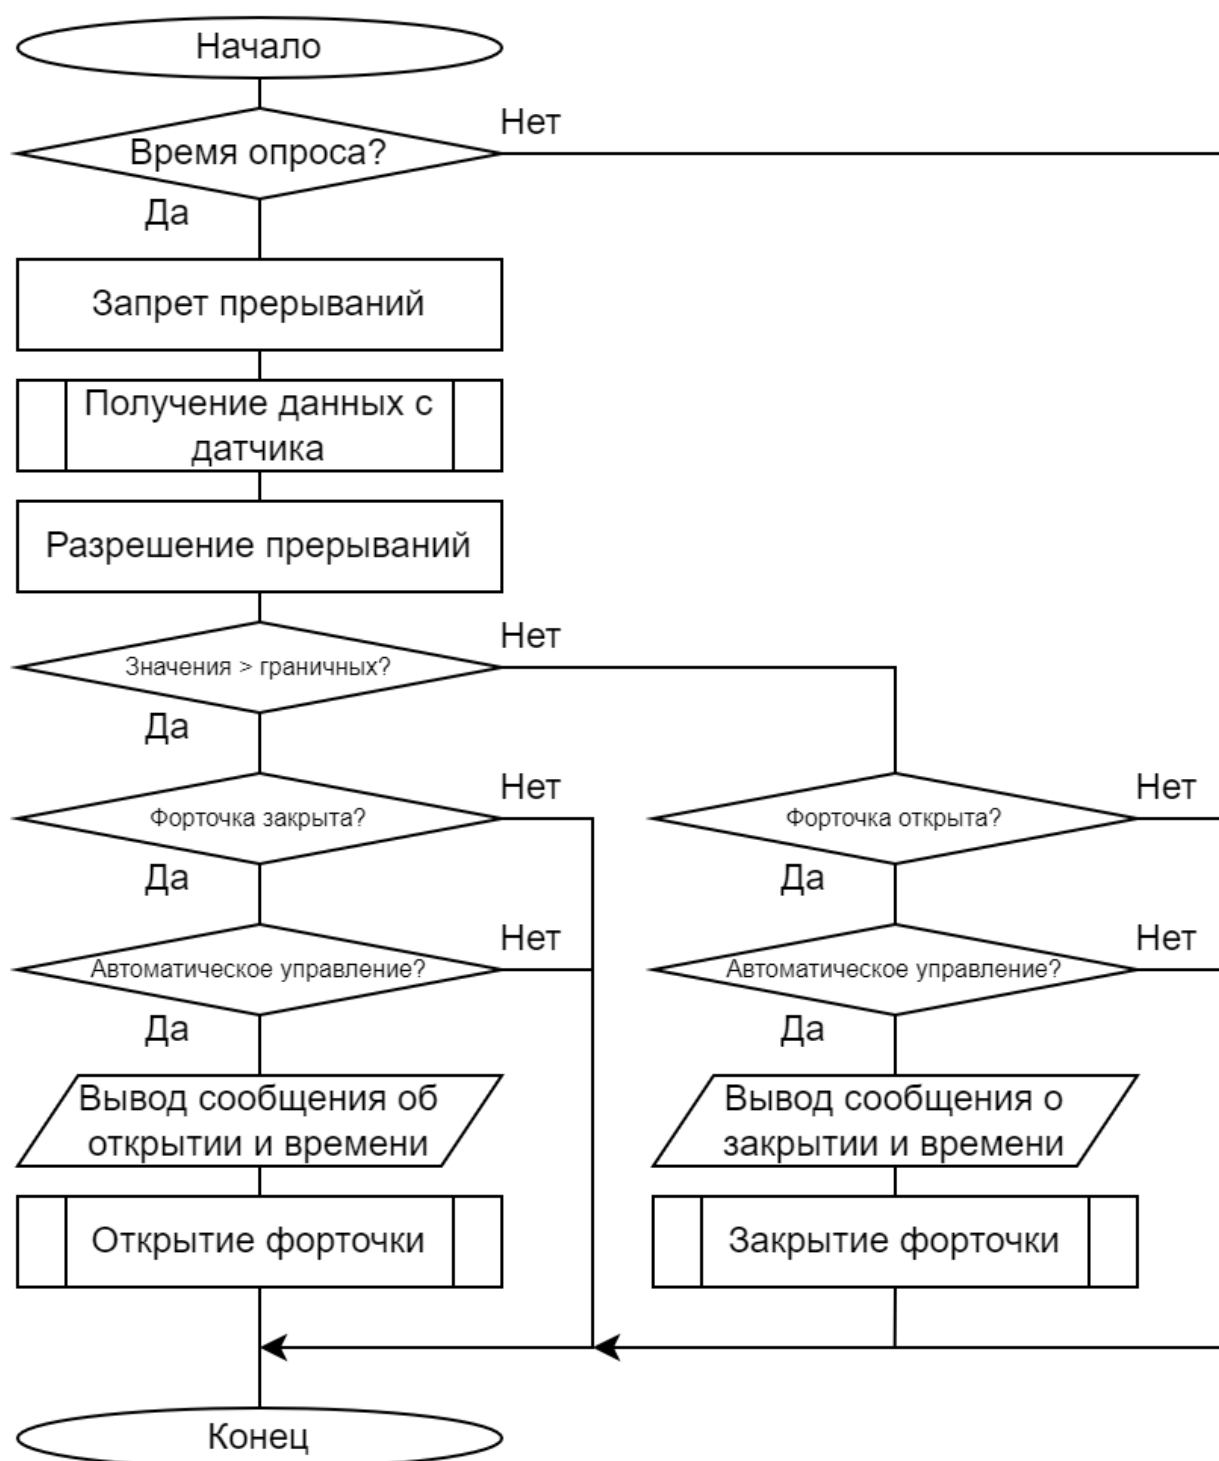 Начало
Нет
Время опроса?
Да
Запрет прерываний
Получение данных с
датчика
Разрешение прерываний
Нет
Значения > граничных?
Да
Нет
Нет
Форточка закрыта?
Форточка открыта?
Да
Да
Нет
Нет
Автоматическое управление?
Автоматическое управление?
Да
Да
Вывод сообщения об
открытии и времени
Вывод сообщения о
закрытии и времени
Открытие форточки
Закрытие форточки
Конец